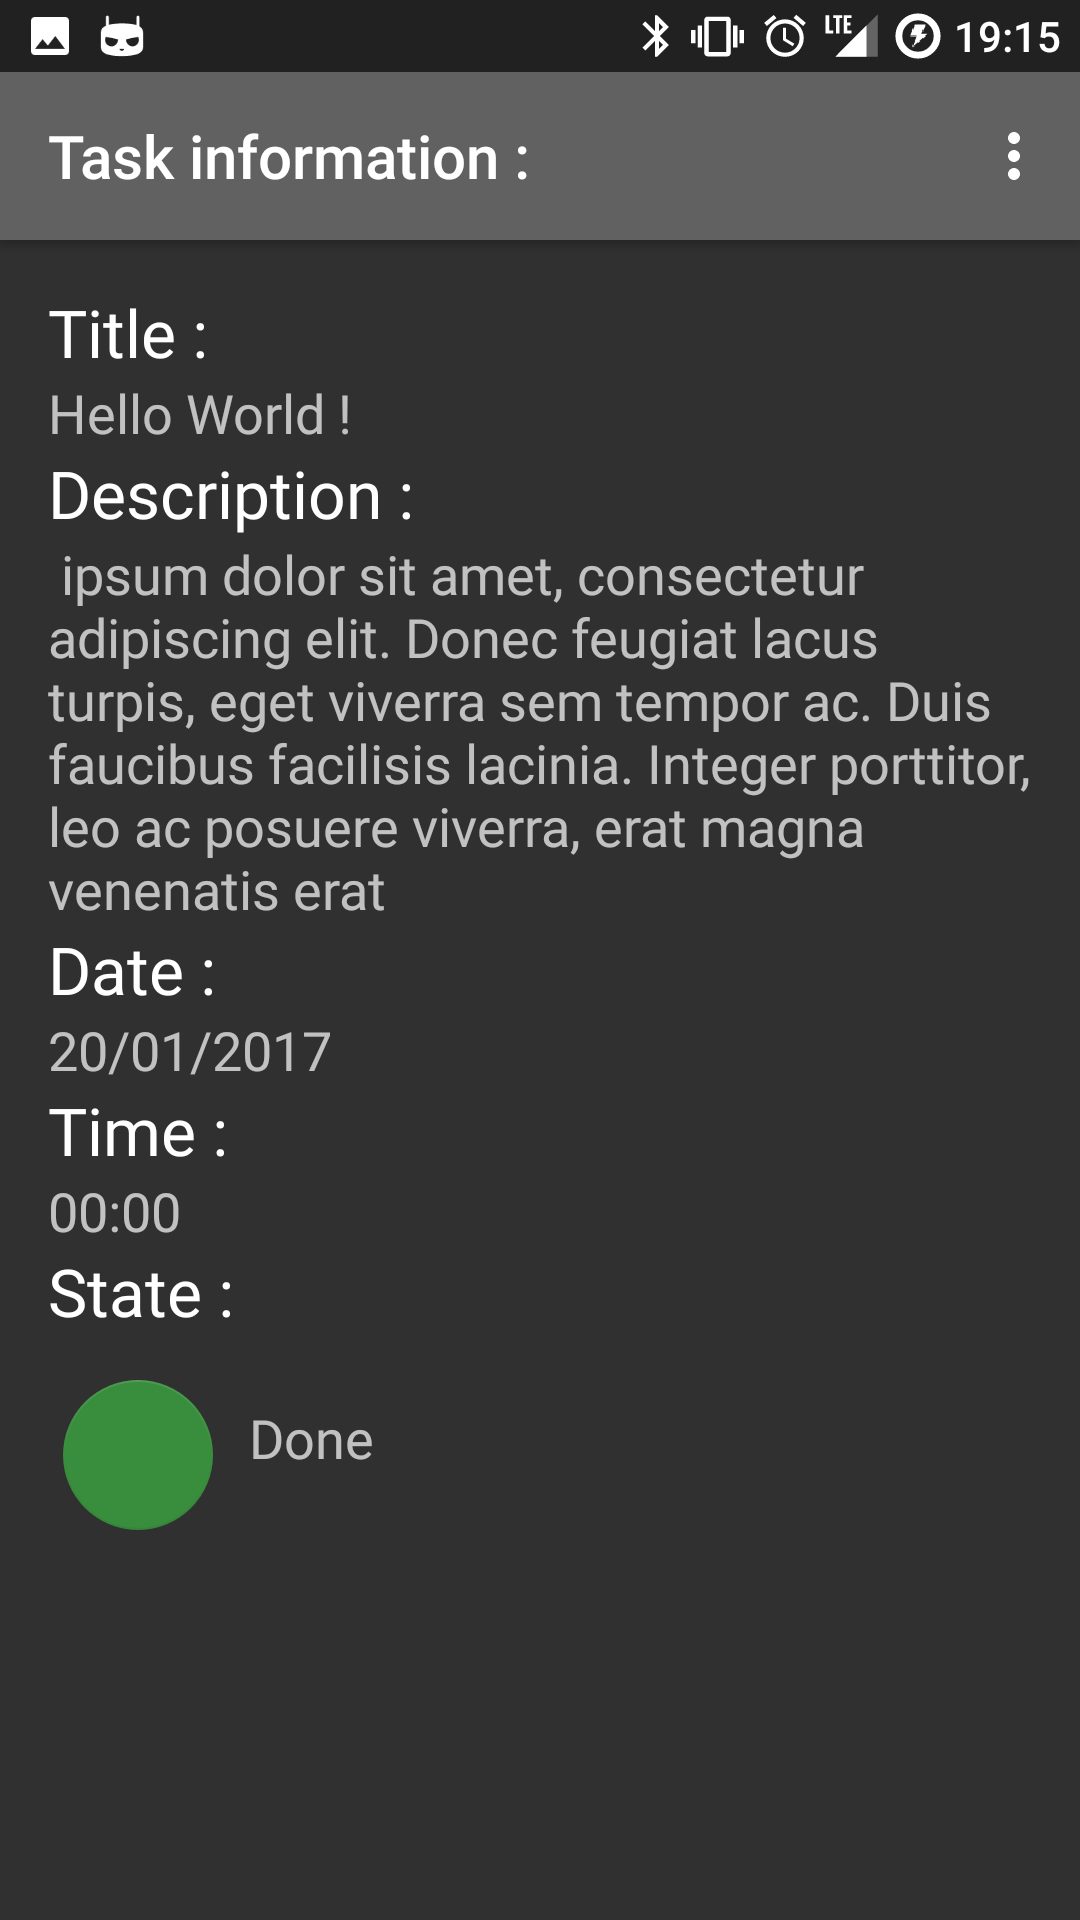 LTE 19:15
Task information :
Title :
Hello World !
Description :
ipsum dolor sit amet, consectetur
adipiscing elit. Donec feugiat lacus
turpis, eget viverra sem tempor ac. Duis
faucibus facilisis lacinia. Integer porttitor,
leo ac posuere viverra, erat magna
venenatis erat
Date :
20/01/2017
Time :
00:00
State :
Done